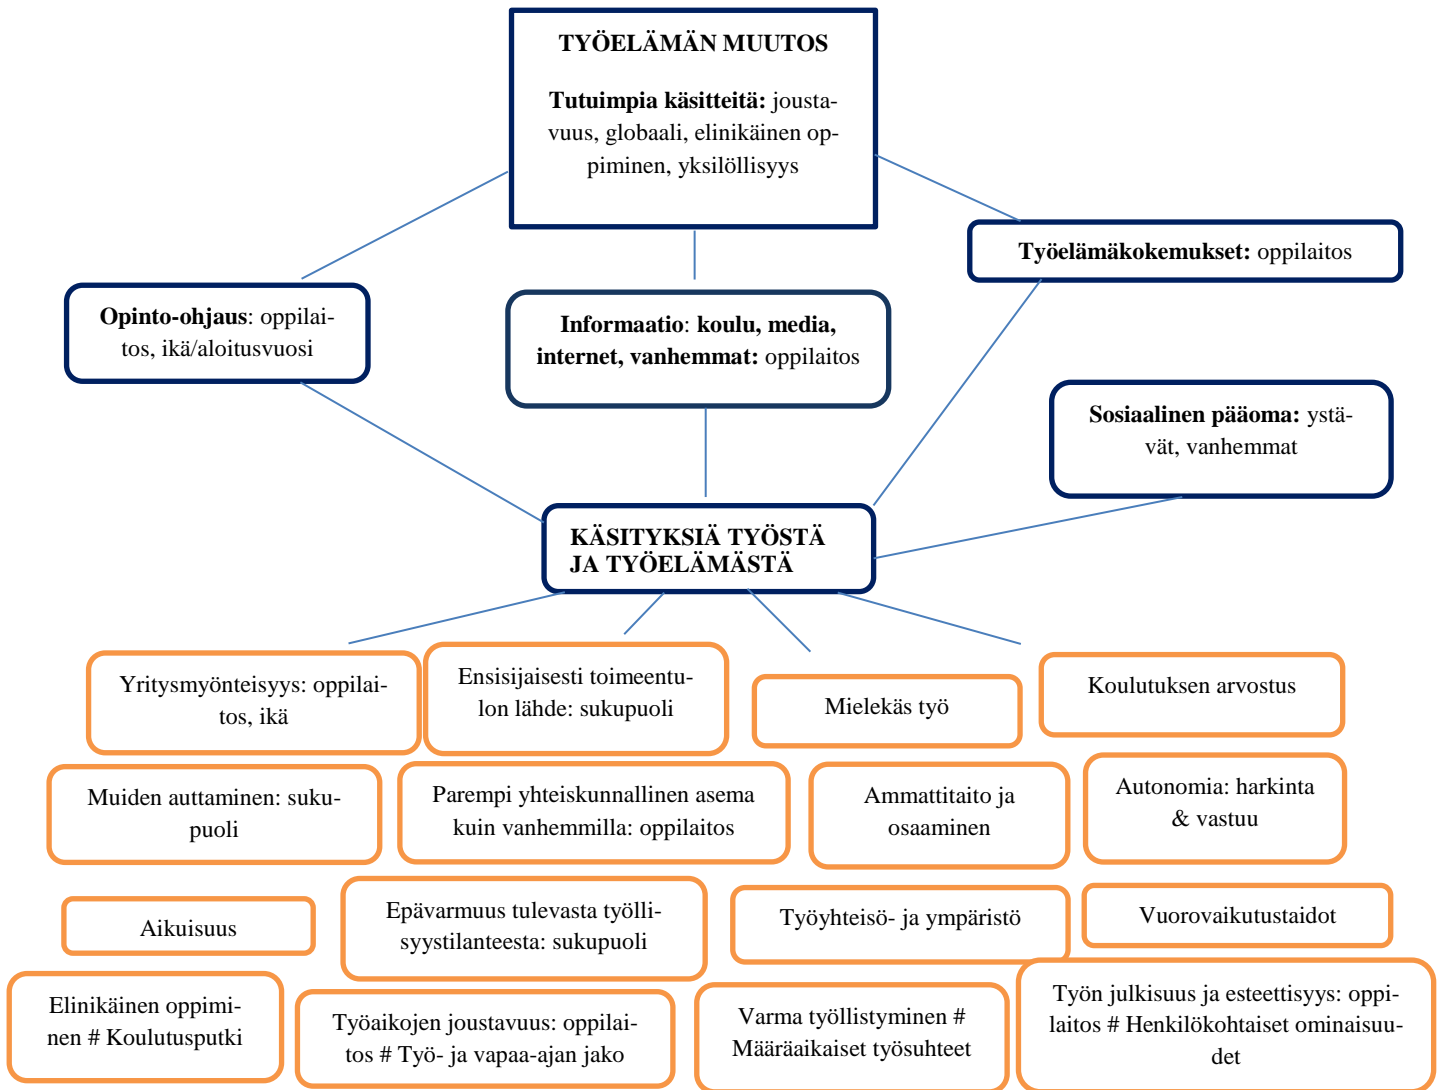 TYÖELÄMÄN MUUTOS
Tutuimpia käsitteitä: jousta-
vuus, globaali, elinikäinen op-
piminen, yksilöllisyys
Työelämäkokemukset: oppilaitos
Opinto-ohjaus: oppilai-
tos, ikä/aloitusvuosi
Informaatio: koulu, media,
internet, vanhemmat: oppilaitos
Sosiaalinen pääoma: ystä-
vät, vanhemmat
KÄSITYKSIÄ TYÖSTÄ
JA TYÖELÄMÄSTÄ
Yritysmyönteisyys: oppilai-
tos, ikä
Ensisijaisesti toimeentu-
lon lähde: sukupuoli
Mielekäs työ
Koulutuksen arvostus
Muiden auttaminen: suku-
puoli
Parempi yhteiskunnallinen asema
kuin vanhemmilla: oppilaitos
Ammattitaito ja
osaaminen
Autonomia: harkinta
& vastuu
Aikuisuus
Epävarmuus tulevasta työlli-
syystilanteesta: sukupuoli
Työyhteisö- ja ympäristö
Vuorovaikutustaidot
Elinikäinen oppimi-
nen # Koulutusputki
Työaikojen joustavuus: oppilai-
tos # Työ- ja vapaa-ajan jako
Varma työllistyminen #
Määräaikaiset työsuhteet
Työn julkisuus ja esteettisyys: oppi-
laitos # Henkilökohtaiset ominaisuu-
det